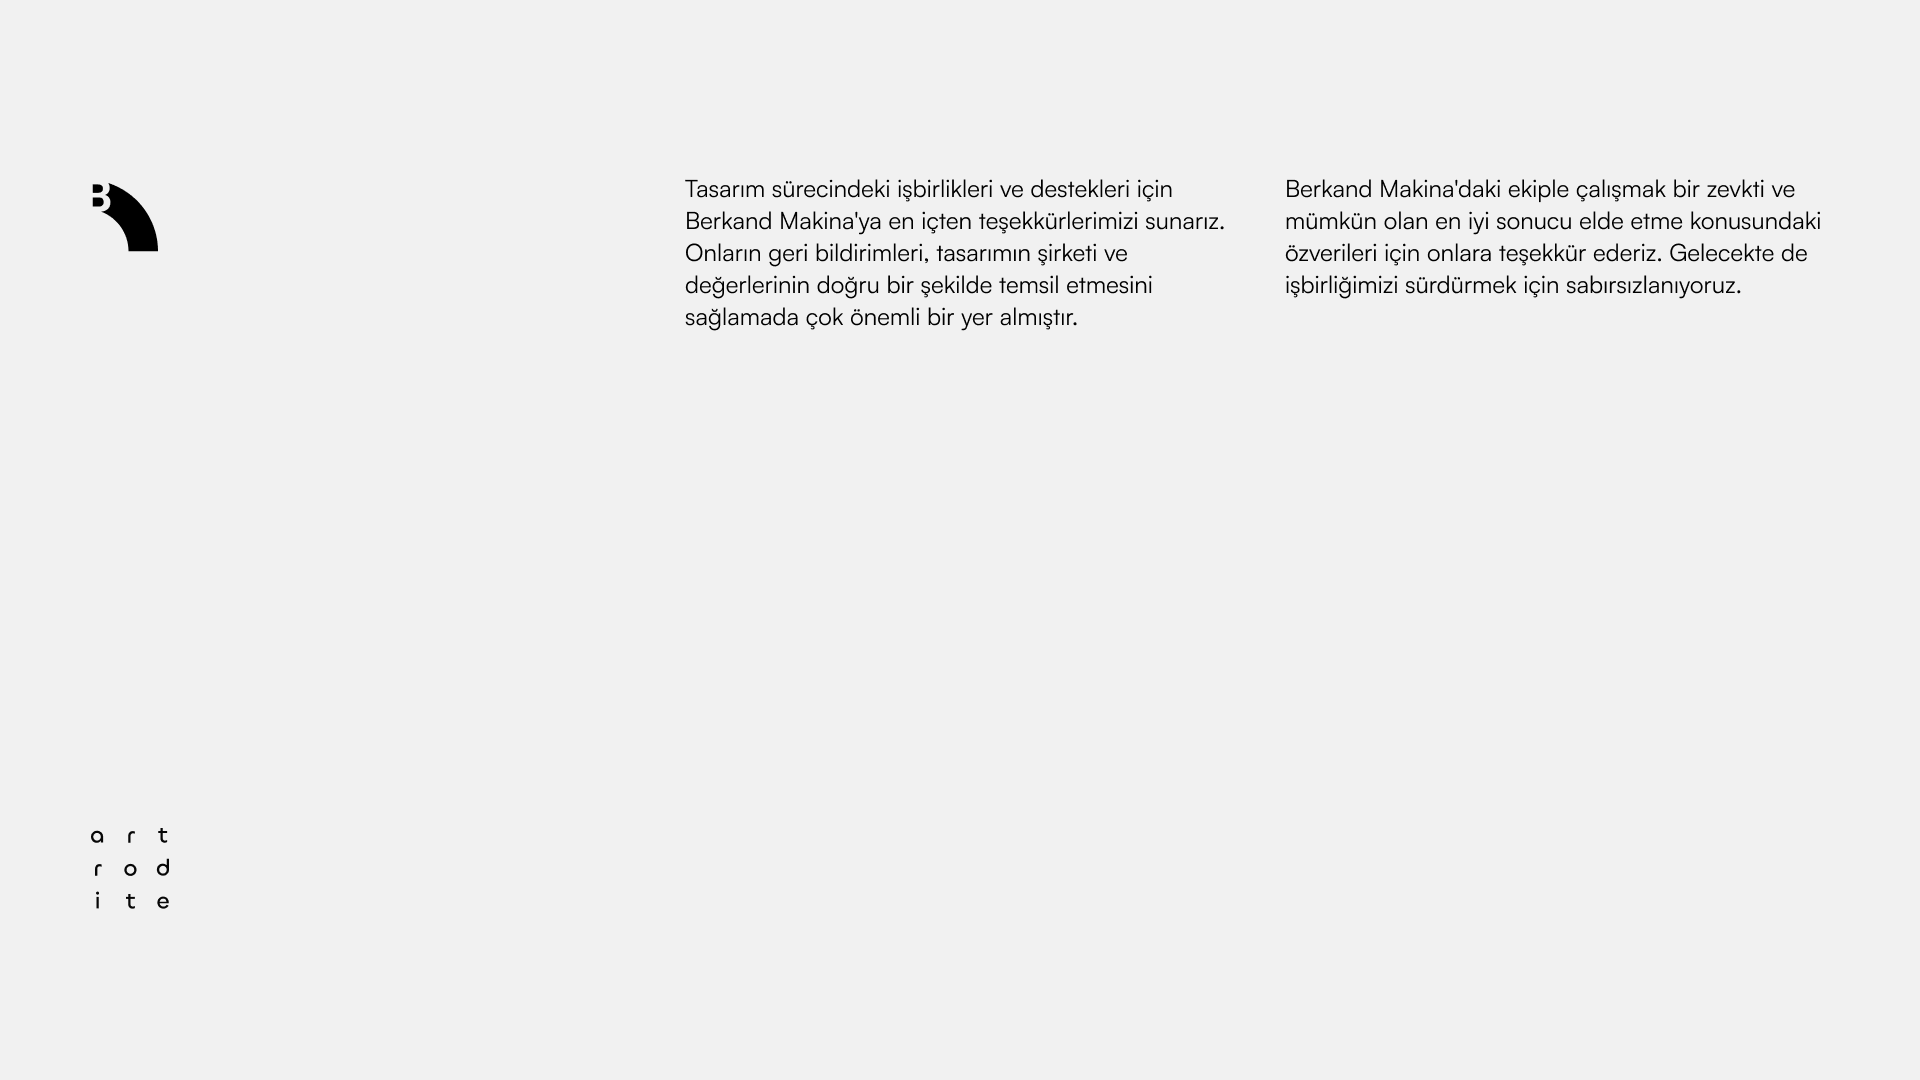 B
Tasarım sürecindeki işbirlikleri ve destekleri için
Berkand Makina'ya en içten teşekkürlerimizi sunarız.
Onların geri bildirimleri, tasarımın şirketi ve
değerlerinin doğru bir şekilde temsil etmesini
sağlamada çok önemli bir yer almıştır.
Berkand Makina'daki ekiple çalışmak bir zevkti ve
mümkün olan en iyi sonucu elde etme konusundaki
özverileri için onlara teşekkür ederiz. Gelecekte de
işbirliğimizi sürdürmek için sabırsızlanıyoruz.
a r t
r o d
i t e